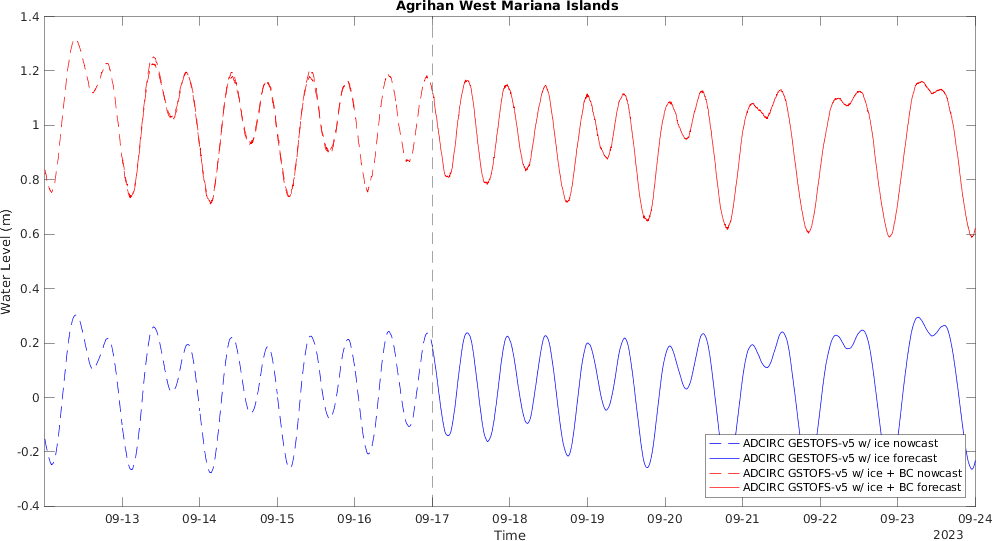 Agrihan West Mariana Islands
1.4
1.2
1
0.8
0.6
0.4
0.2
0
-0.2
-0.4
Water Level (m)
ADCIRC GESTOFS-v5 w/ ice nowcast
ADCIRC GESTOFS-v5 w/ ice forecast
ADCIRC GSTOFS-v5 w/ ice + BC nowcast
ADCIRC GSTOFS-v5 w/ ice + BC forecast
09-13 09-14 09-15 09-16 09-17 09-18 09-19 09-20 09-21 09-22 09-23 09-24
Time
2023